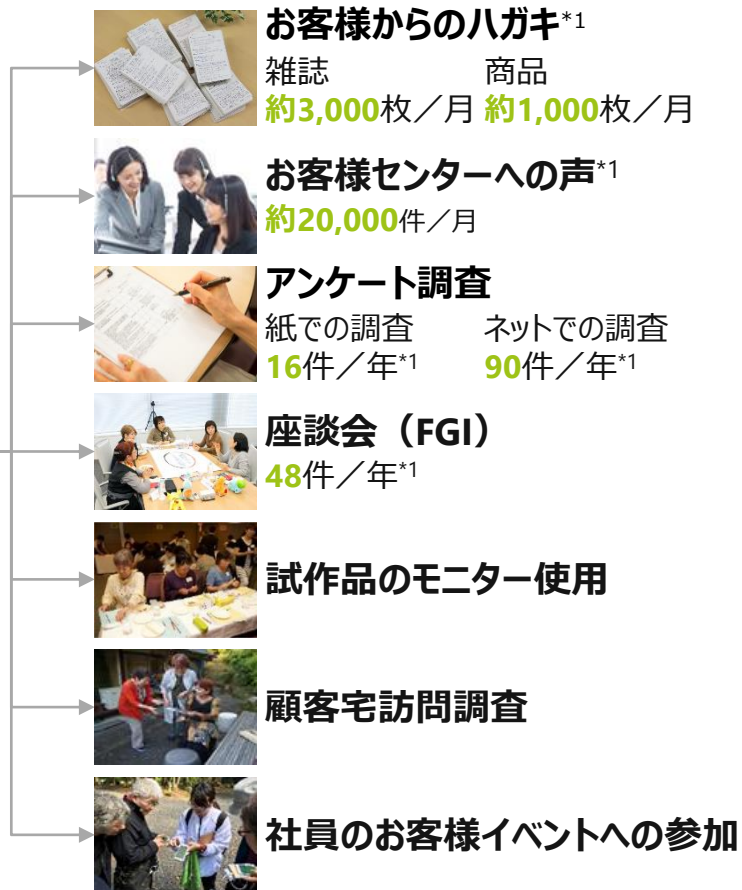 お客様からのハガキ*1
雑誌 商品
約3,000枚／月 約1,000枚／月
お客様センターへの声*1
約20,000件／月
アンケート調査
紙での調査 ネットでの調査
16件／年*1 90件／年*1
座談会（FGI）
48件／年*1
試作品のモニター使用
顧客宅訪問調査
社員のお客様イベントへの参加